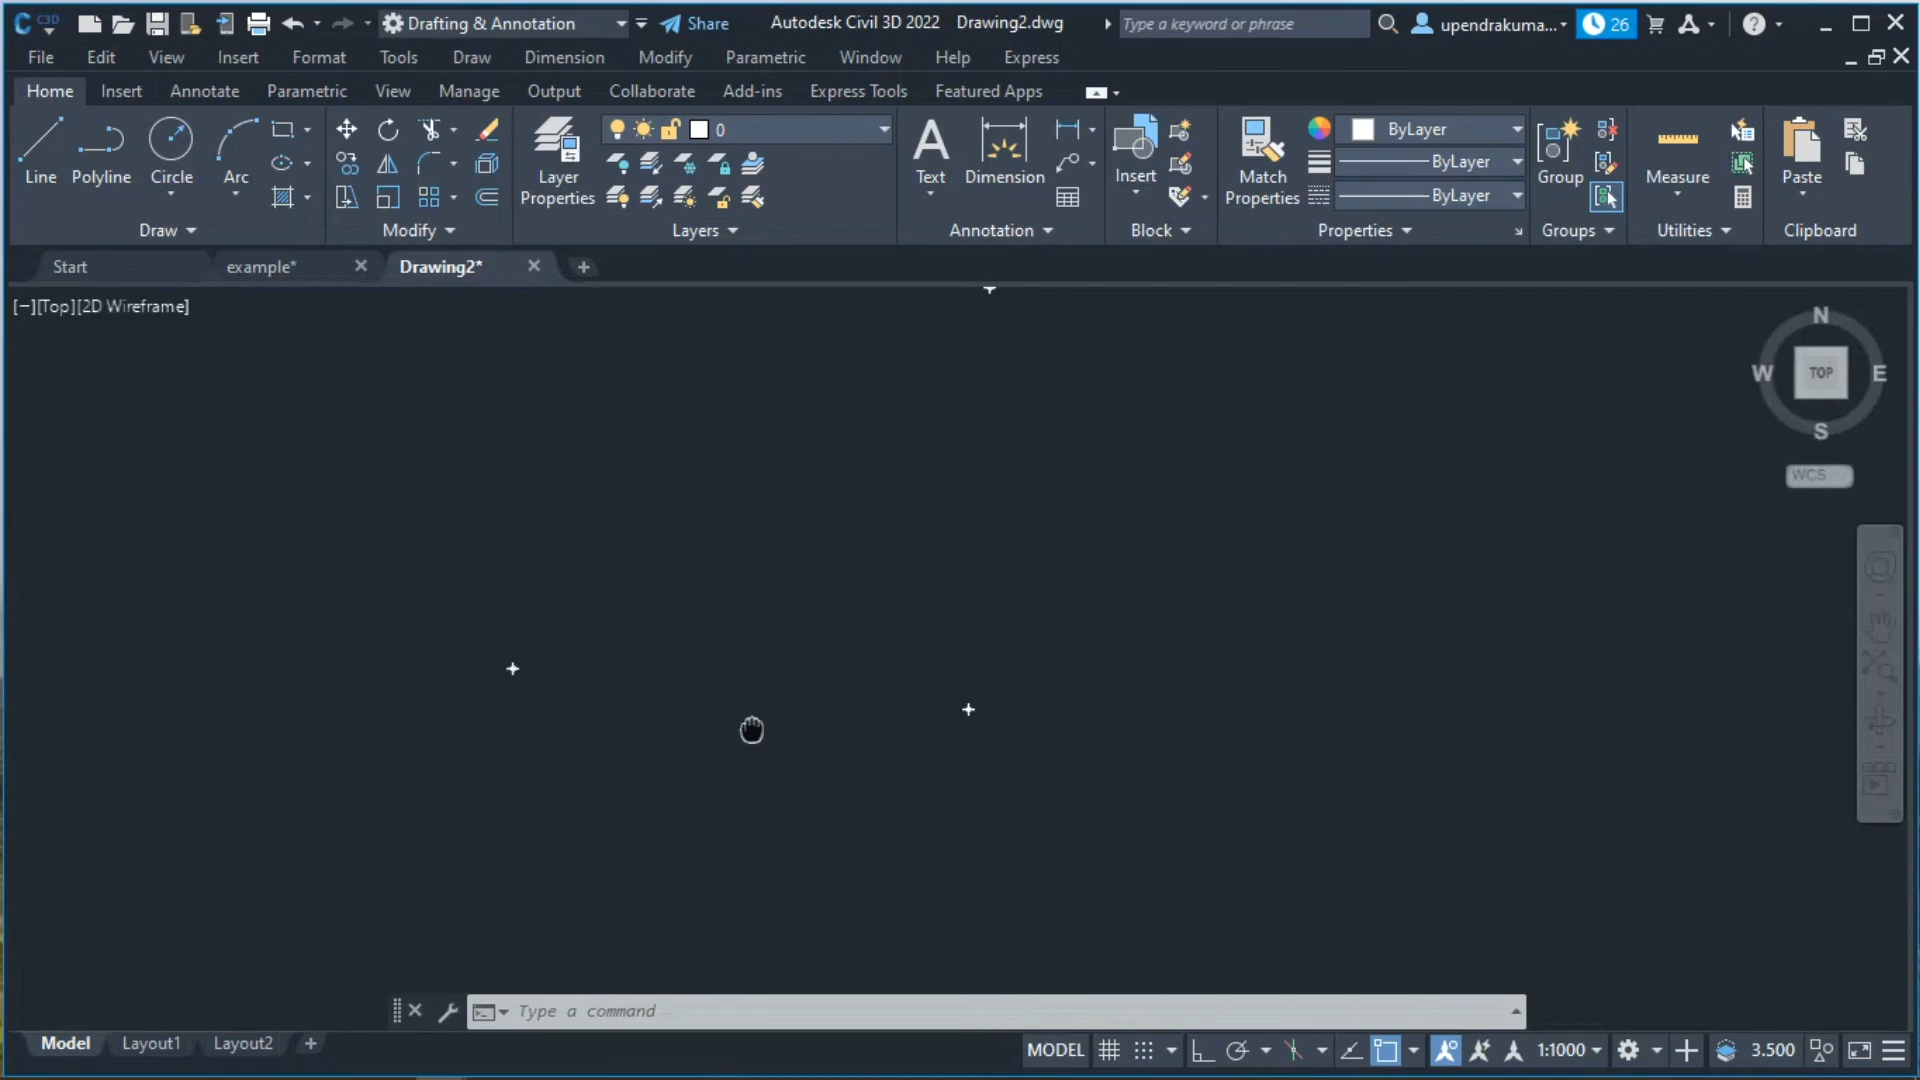 C3D Drafting & Annotation Share Autodesk Civil 3D 2022 Drawing2.dwg Type a keyword or phrase upendrakuma... 26
File Edit View Insert Format Tools Draw Dimension Modify Parametric Window Help Express
Home Insert Annotate Parametric View Manage Output Collaborate Add-ins Express Tools Featured Apps
0 ByLayer
ByLayer
Line Polyline Circle Arc Layer Properties Text Dimension Insert Match Properties Group Measure Paste
ByLayer
Draw Modify Layers Annotation Block Properties Groups Utilities Clipboard
Start example* Drawing2*
[−][Top][2D Wireframe]
N
W TOP E
S
WCS
Type a command
Model Layout1 Layout2
MODEL 1:1000 3.500